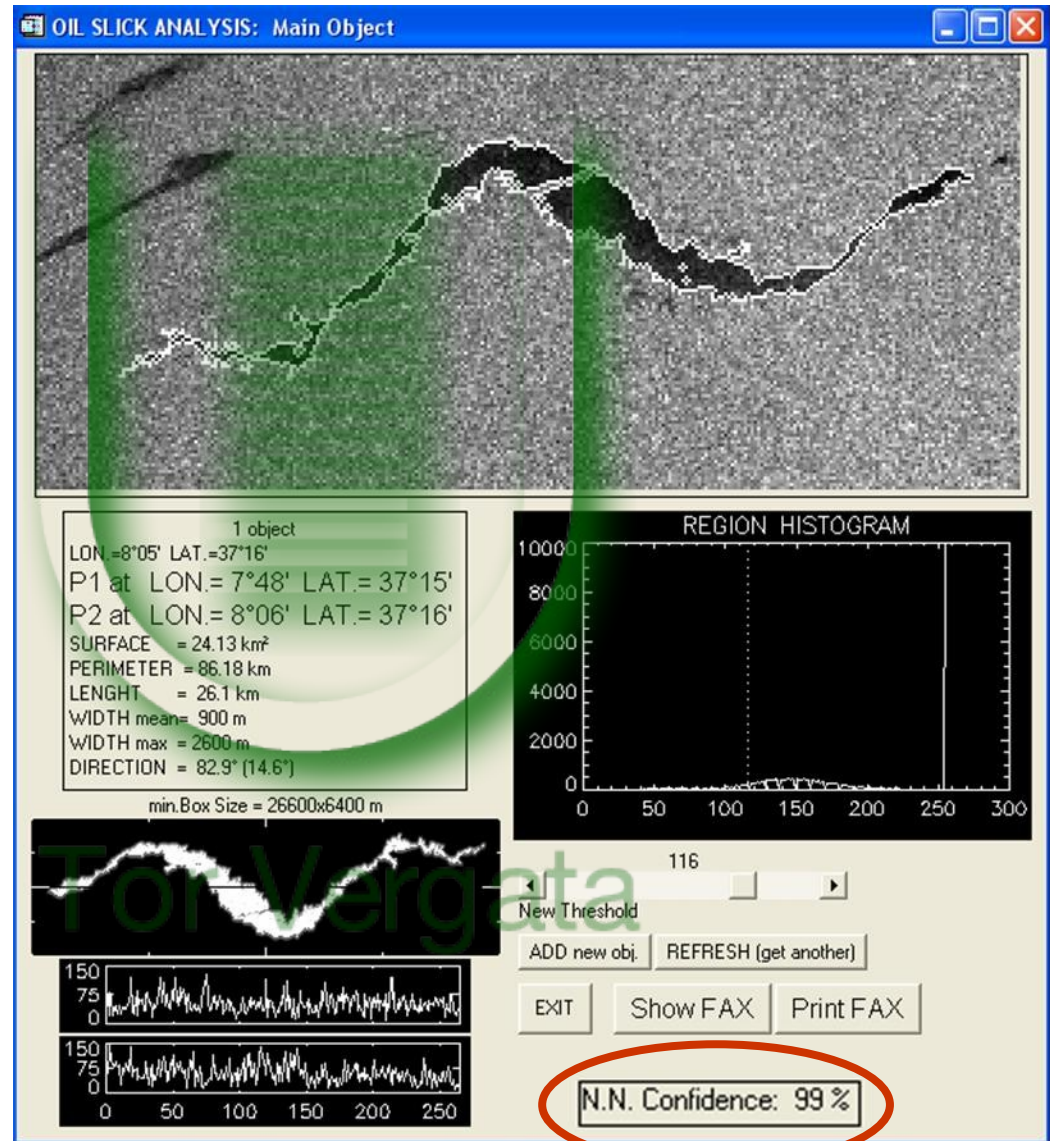 OIL SLICK ANALYSIS: Main Object
1 object
LON.=8°05' LAT.=37°16'
P1 at LON.= 7°48' LAT.= 37°15'
P2 at LON.= 8°06' LAT.= 37°16'
SURFACE = 24.13 km²
PERIMETER = 86.18 km
LENGHT = 26.1 km
WIDTH mean= 900 m
WIDTH max = 2600 m
DIRECTION = 82.9° (14.6°)
min.Box Size = 26600x6400 m
REGION HISTOGRAM
10000
8000
6000
4000
2000
0
0 50 100 150 200 250 300
Tor Vergata
116
New Threshold
ADD new obj. REFRESH (get another)
EXIT Show FAX Print FAX
150
75
0
150
75
0
0 50 100 150 200 250
N.N. Confidence: 99 %